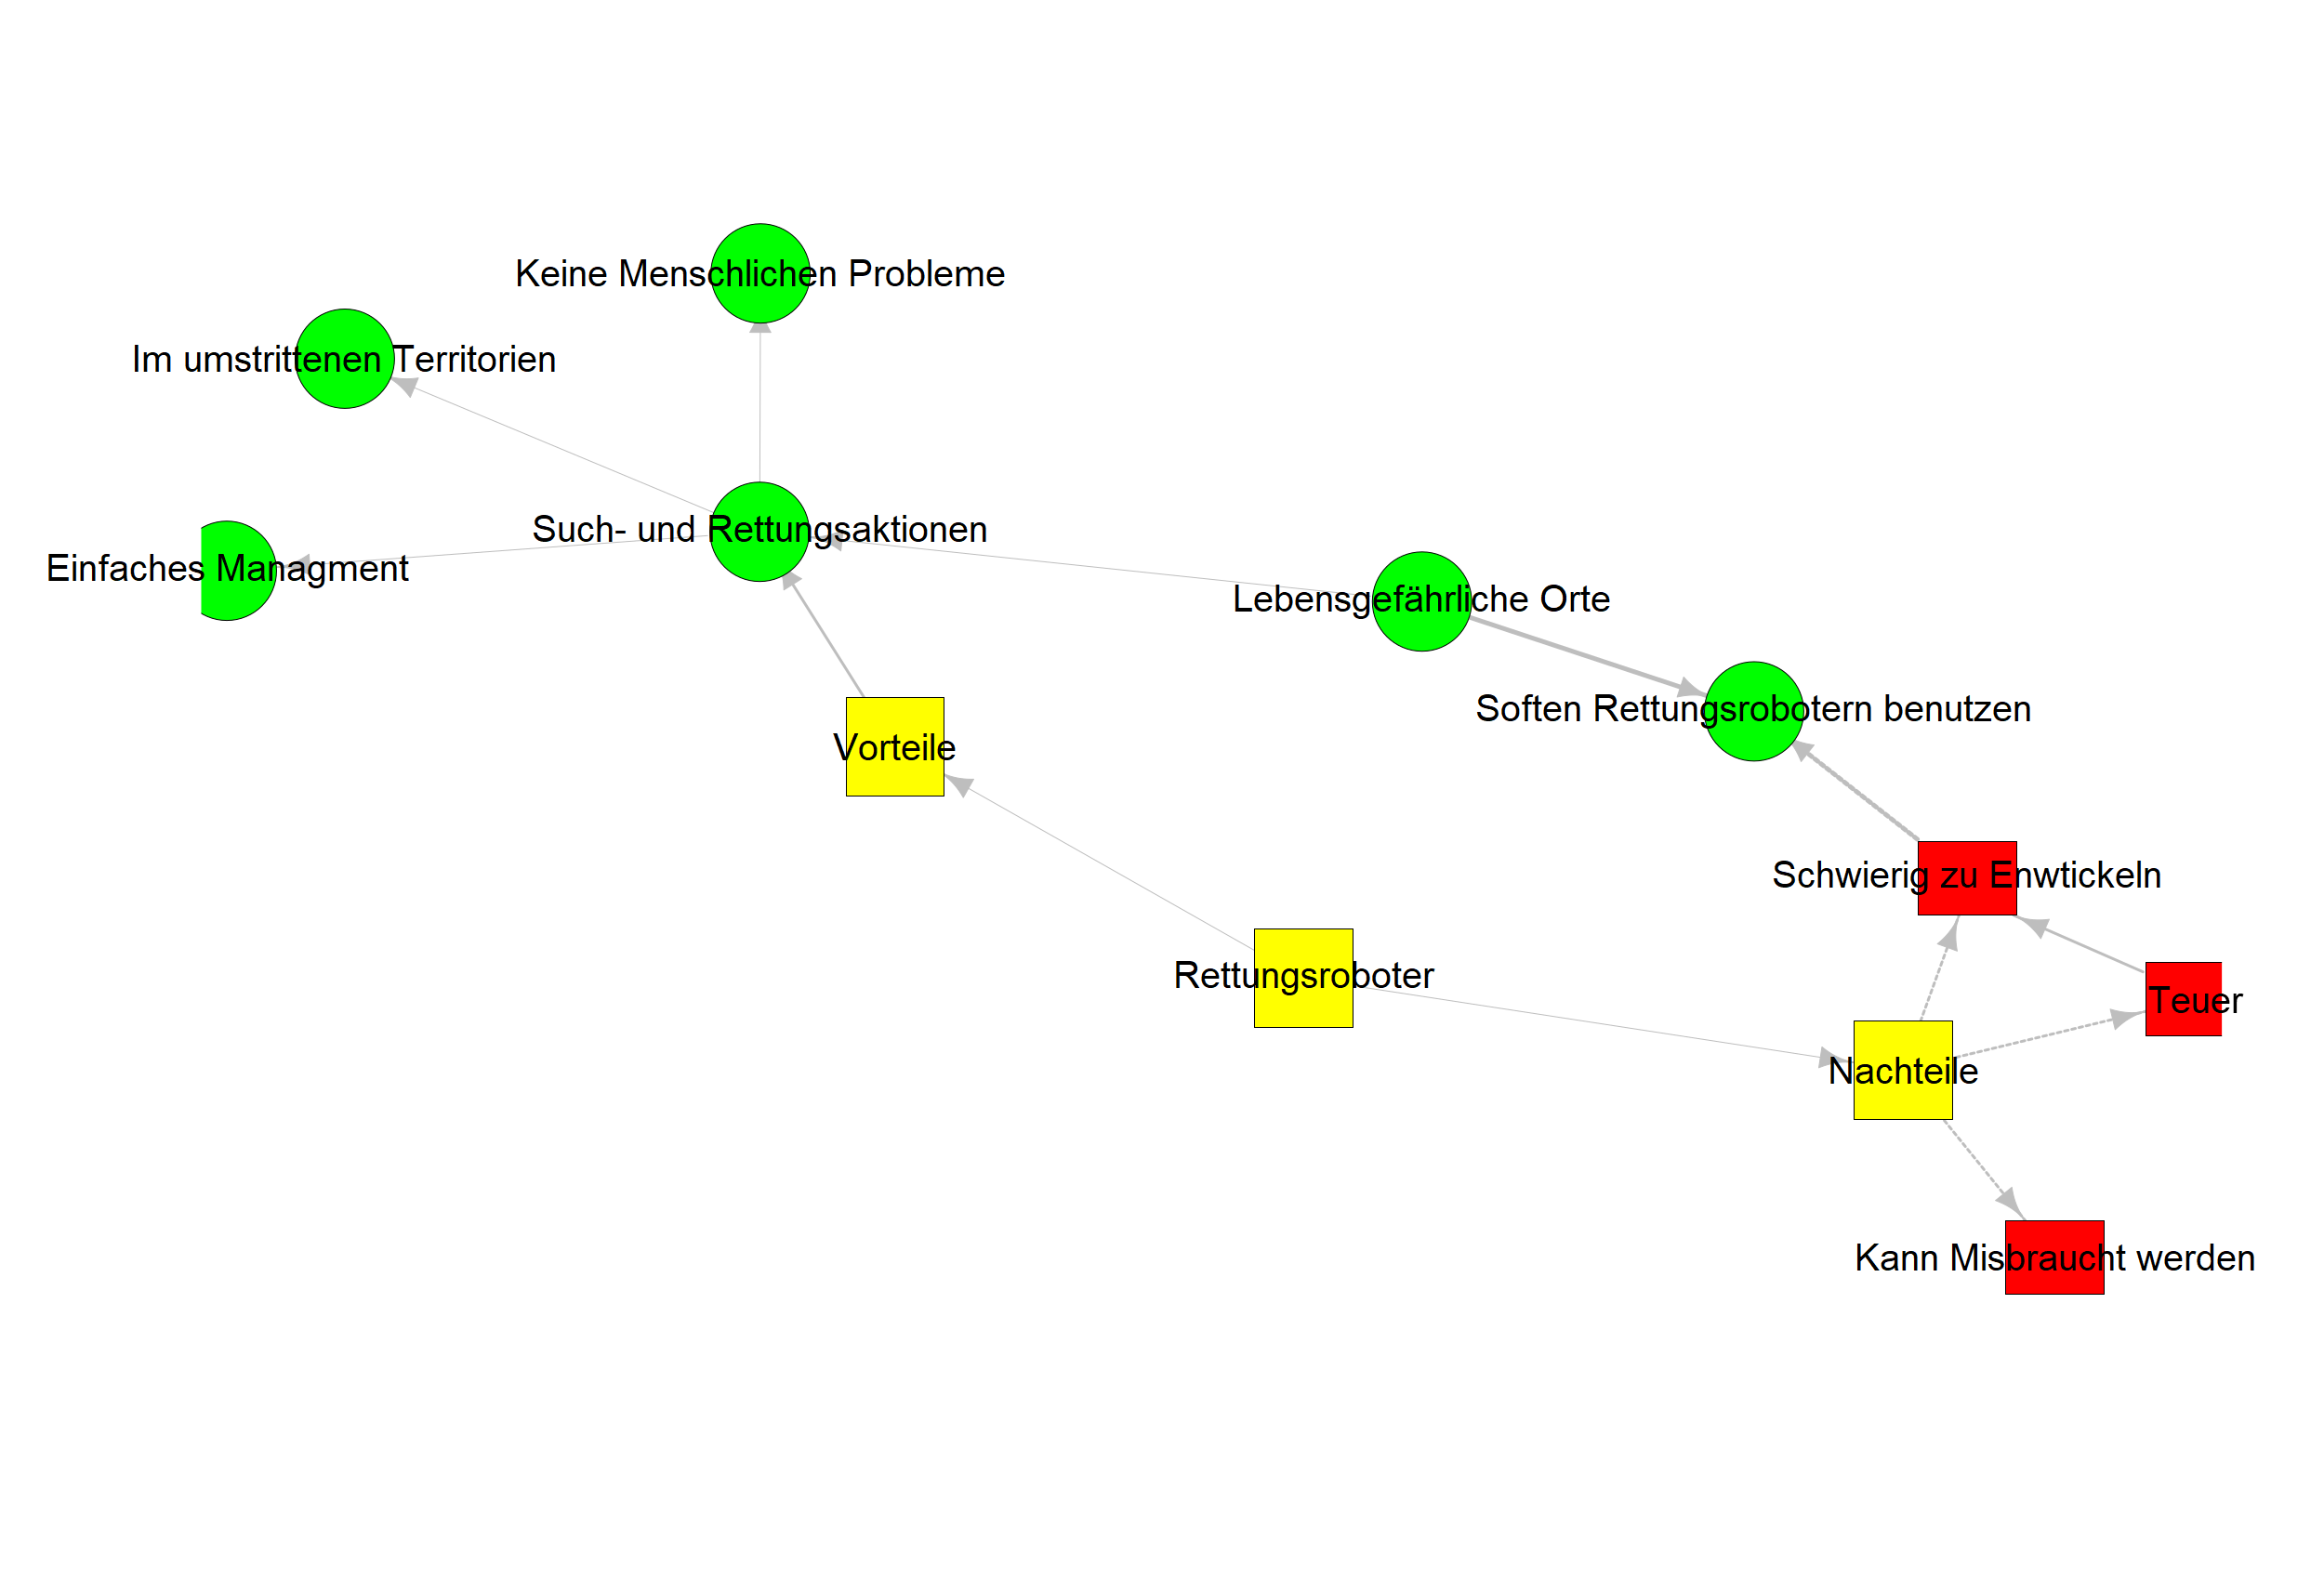 Keine Menschlichen Probleme
Im umstrittenen Territorien
Such- und Rettungsaktionen
Einfaches Managment
Lebensgefährliche Orte
Soften Rettungsrobotern benutzen
Vorteile
Schwierig zu Enwtickeln
Rettungsroboter
Teuer
Nachteile
Kann Misbraucht werden